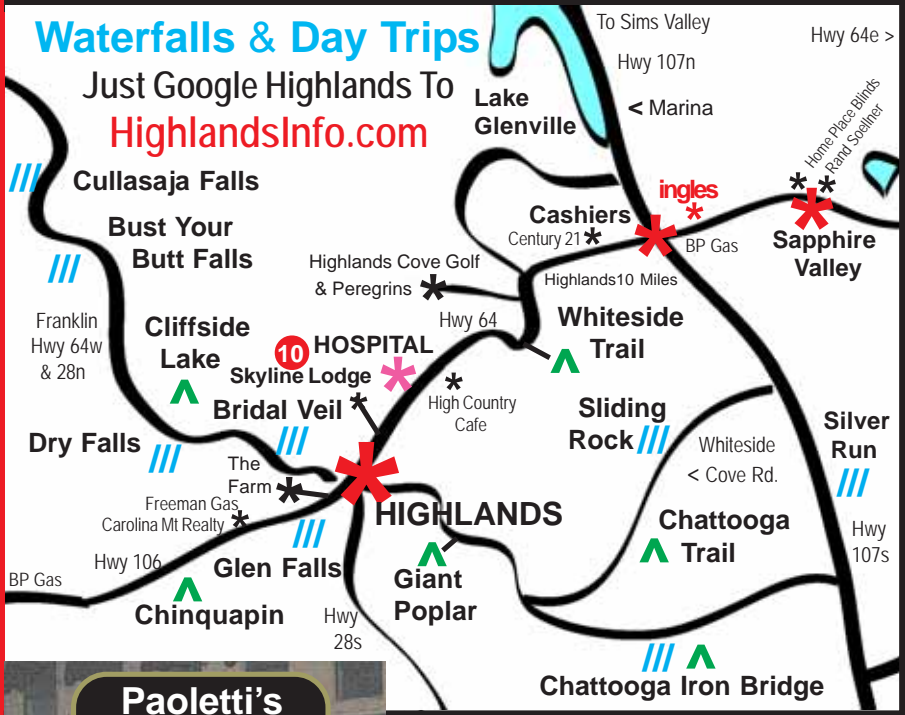 Waterfalls & Day Trips
Just Google Highlands To
HighlandsInfo.com
To Sims Valley
Hwy 107n
Hwy 64e >
< Marina
Lake
Glenville
Home Place Blinds
Rand Soellner
ingles
Cashiers
Century 21
BP Gas
Sapphire
Valley
Highlands10 Miles
Cullasaja Falls
Bust Your
Butt Falls
Highlands Cove Golf
& Peregrins
Hwy 64
Whiteside
Trail
Franklin
Hwy 64w
& 28n
Cliffside
Lake
10
HOSPITAL
Skyline Lodge
Bridal Veil
High Country
Cafe
Sliding
Rock
Whiteside
< Cove Rd.
Silver
Run
Dry Falls
The
Farm
Freeman Gas
Carolina Mt Realty
HIGHLANDS
Chattooga
Trail
Hwy
107s
BP Gas
Hwy 106
Glen Falls
Chinquapin
Giant
Poplar
Hwy
28s
Chattooga Iron Bridge
Paoletti's